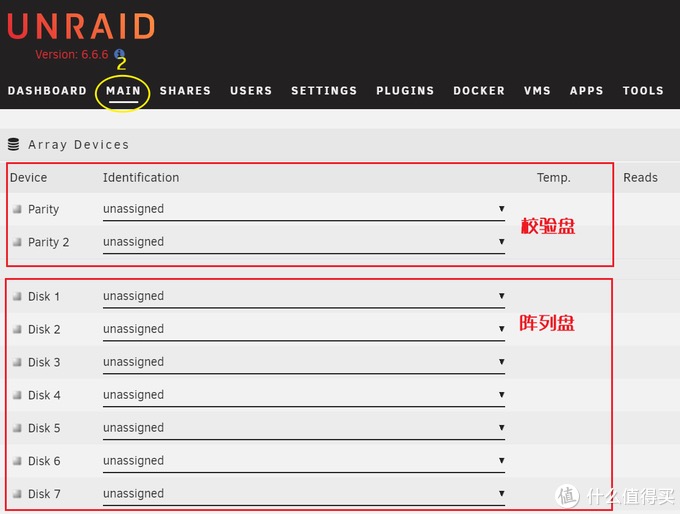 UNRAID
Version: 6.6.6
2
DASHBOARD MAIN SHARES USERS SETTINGS PLUGINS DOCKER VMS APPS TOOLS
Array Devices
Device Identification Temp. Reads
Parity unassigned
校验盘
Parity 2 unassigned
Disk 1 unassigned
阵列盘
Disk 2 unassigned
Disk 3 unassigned
Disk 4 unassigned
Disk 5 unassigned
Disk 6 unassigned
Disk 7 unassigned
值 什么值得买